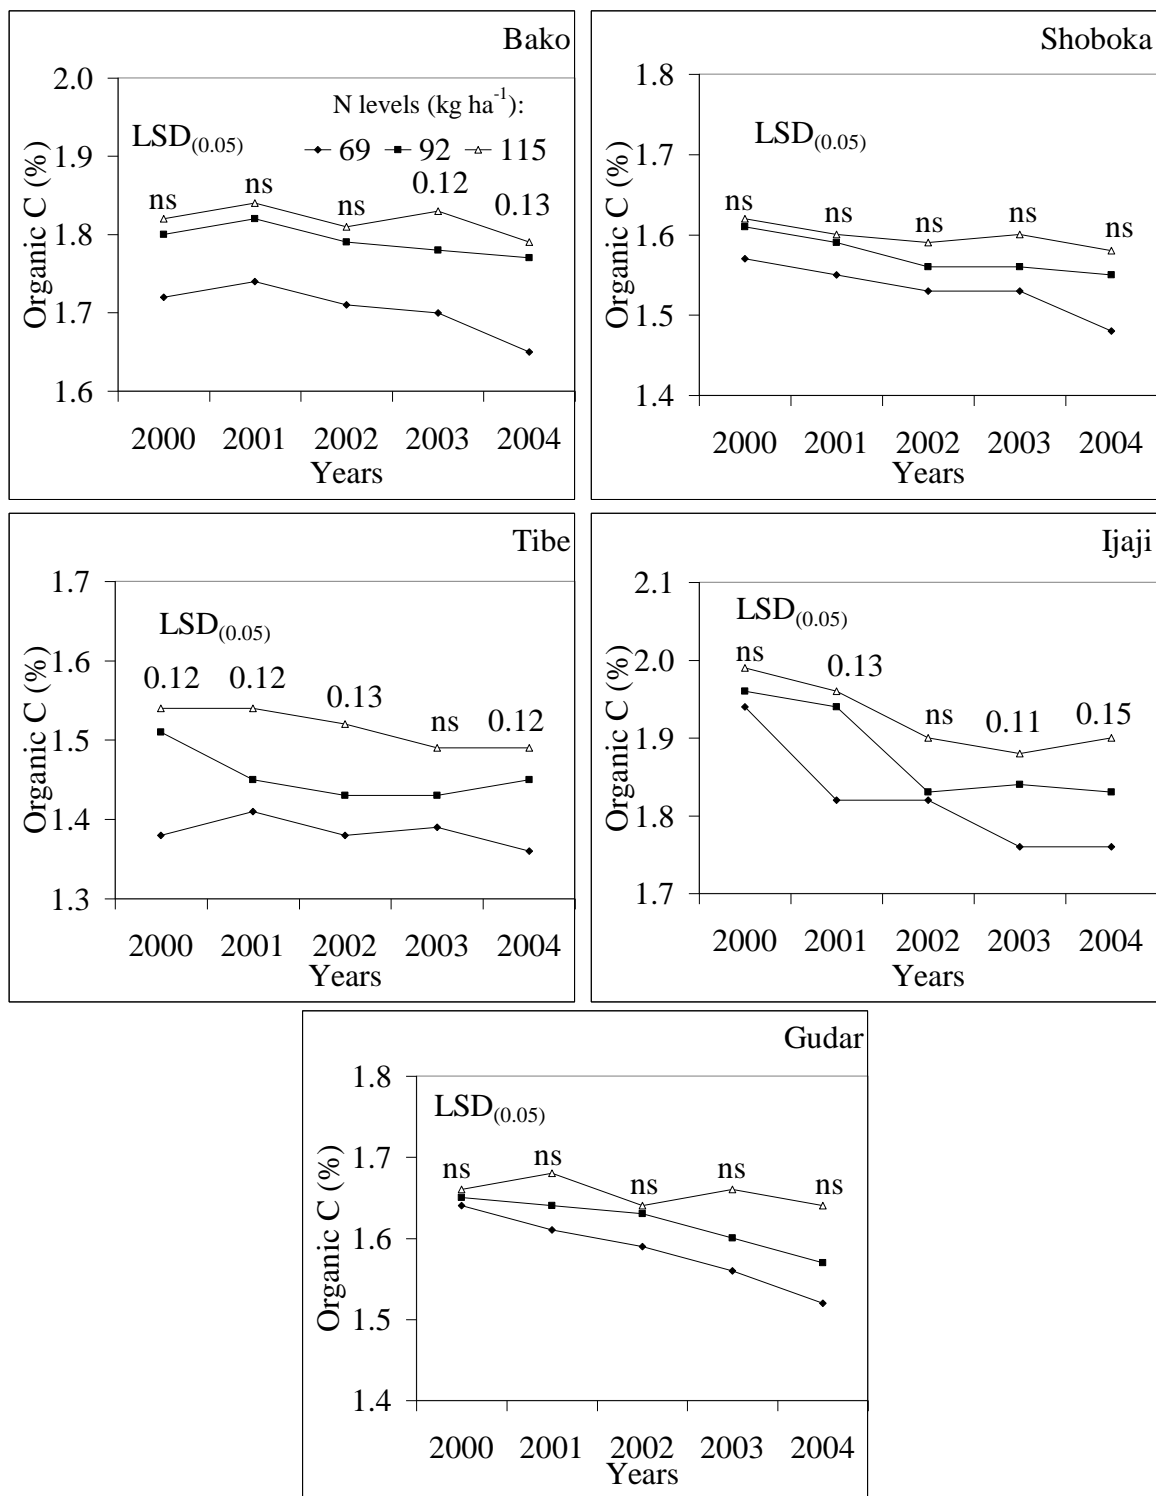 Bako
2.0
N levels (kg ha⁻¹):
LSD(0.05)
69 92 115
1.9
0.12
ns
ns
ns
0.13
1.8
1.7
1.6
Organic C (%)
2000 2001 2002 2003 2004
Years
Shoboka
1.8
LSD(0.05)
1.7
ns
ns
ns
ns
ns
1.6
1.5
1.4
Organic C (%)
2000 2001 2002 2003 2004
Years
Tibe
1.7
LSD(0.05)
1.6
0.12 0.12 0.13 ns 0.12
1.5
1.4
1.3
Organic C (%)
2000 2001 2002 2003 2004
Years
Ijaji
2.1
LSD(0.05)
2.0
ns 0.13 ns 0.11 0.15
1.9
1.8
1.7
Organic C (%)
2000 2001 2002 2003 2004
Years
Gudar
1.8
LSD(0.05)
1.7
ns ns ns ns ns
1.6
1.5
1.4
Organic C (%)
2000 2001 2002 2003 2004
Years